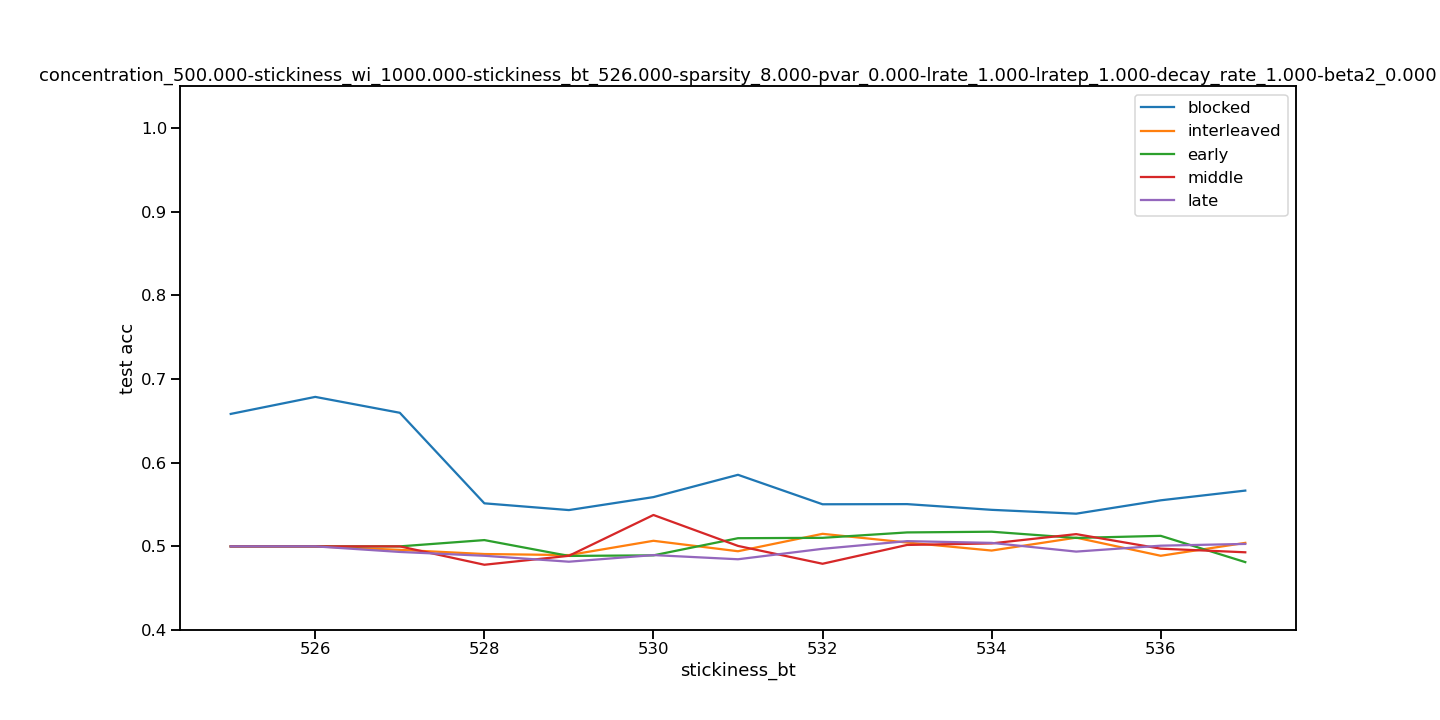 concentration_500.000-stickiness_wi_1000.000-stickiness_bt_526.000-sparsity_8.000-pvar_0.000-lrate_1.000-lratep_1.000-decay_rate_1.000-beta2_0.000
blocked
interleaved
early
middle
late
test acc
1.0
0.9
0.8
0.7
0.6
0.5
0.4
526
528
530
532
534
536
stickiness_bt